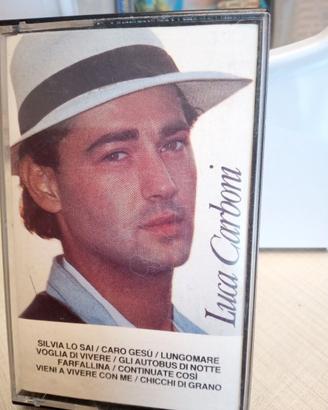 Luca Carboni
SILVIA LO SAI / CARO GESÙ / LUNGOMARE
VOGLIA DI VIVERE / GLI AUTOBUS DI NOTTE
FARFALLINA / CONTINUATE COSÌ
VIENI A VIVERE CON ME / CHICCHI DI GRANO